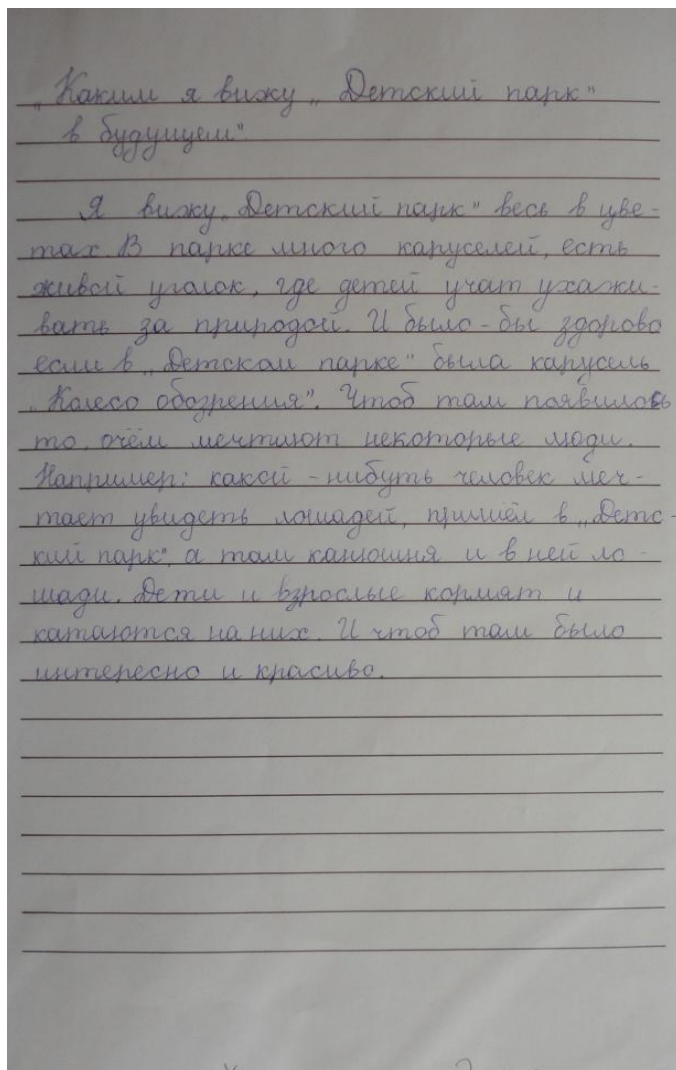 „Каким я вижу „Детский парк"
в будущем"
Я вижу „Детский парк" весь в цве-
тах. В парке много каруселей, есть
живой уголок, где детей учат ухажи-
вать за природой. И было-бы здорово
если в „Детском парке" была карусель
„Колесо обозрения". Чтоб там появилось
то, очём мечтают некоторые люди.
Например: какой-нибуть человек меч-
тает увидеть лошадей, пришёл в „Детс-
кий парк", а там канюшня и в ней ло-
шади. Дети и взрослые кормят и
катаются на них. И чтоб там было
интересно и красиво.